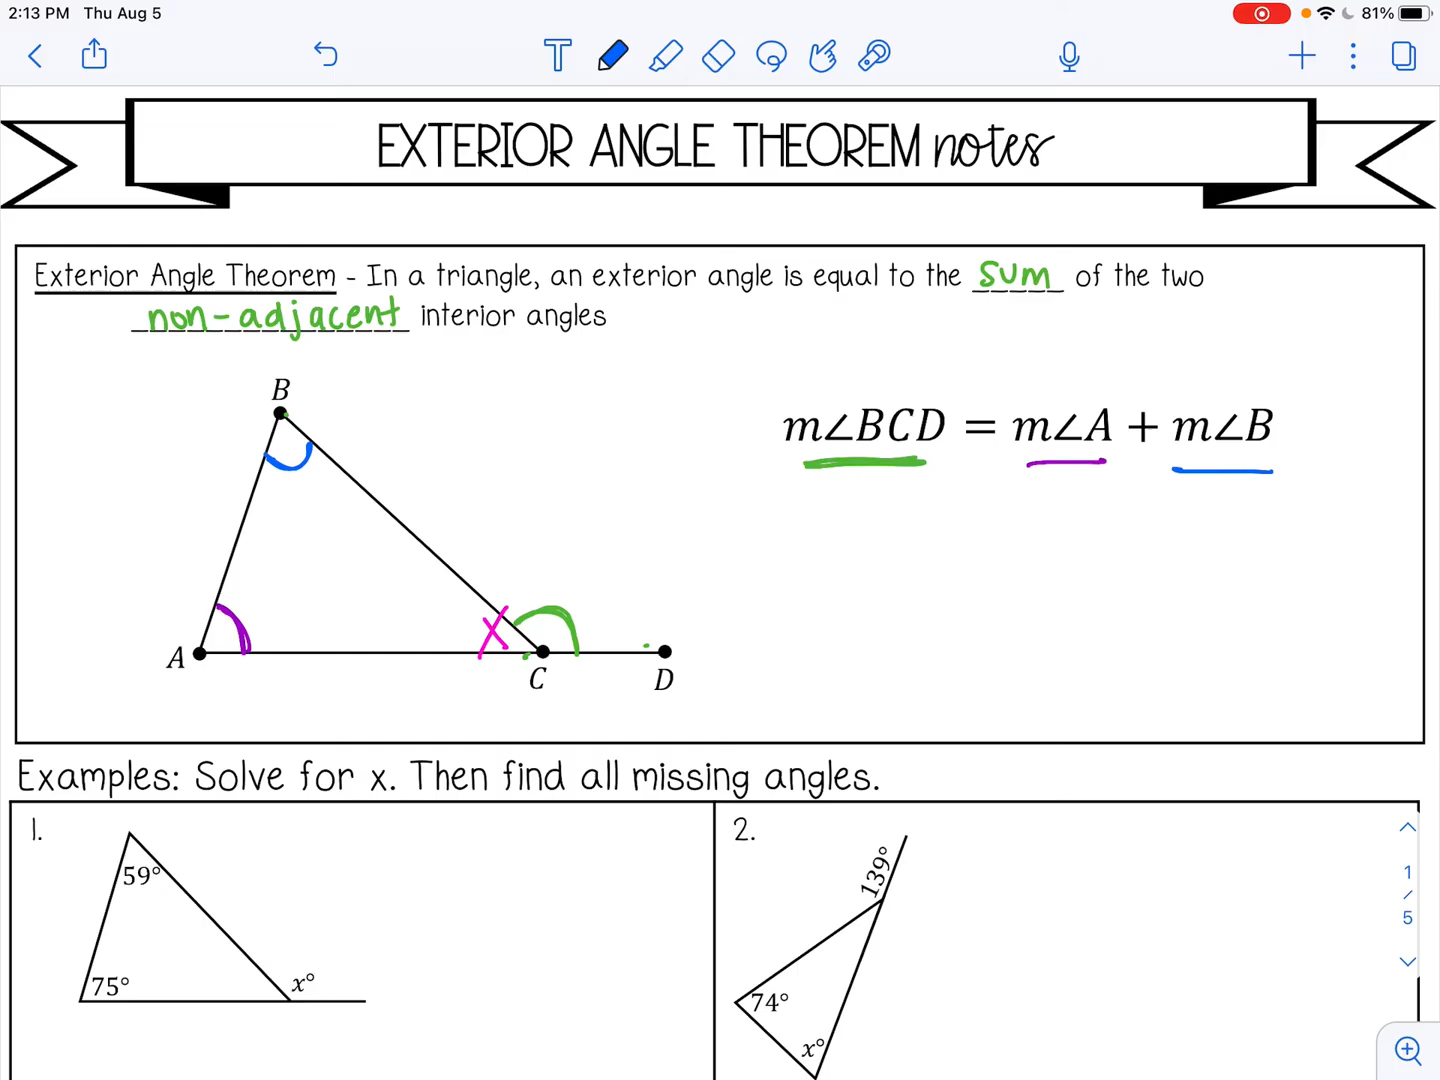 2:13 PM Thu Aug 5
81%
EXTERIOR ANGLE THEOREM notes
Exterior Angle Theorem - In a triangle, an exterior angle is equal to the sum of the two
non-adjacent interior angles
B
m∠BCD = m∠A + m∠B
X
A
C
D
Examples: Solve for x. Then find all missing angles.
1.
59°
75°
x°
2.
139°
74°
x°
1
/
5